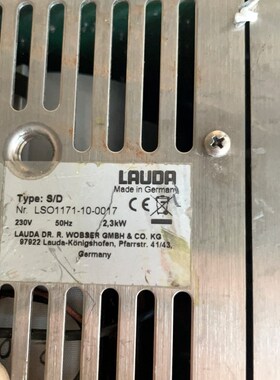 LAUDA
Made in Germany
Type: S/D
Nr. LSO1171-10-0017
230V 50Hz 2,3kW
LAUDA DR. R. WOBSER GMBH & CO. KG
97922 Lauda-Königshofen, Pfarrstr. 41/43,
Germany